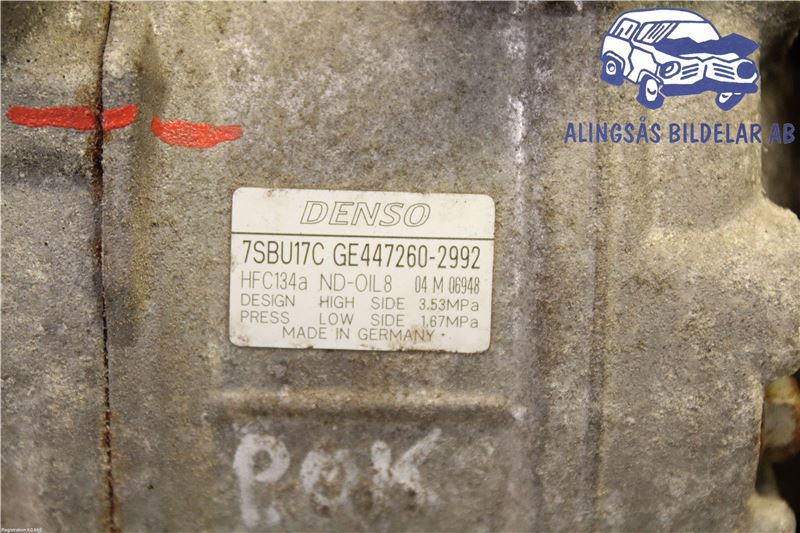 ALINGSÅS BILDELAR AB
DENSO
7SBU17C GE447260-2992
HFC134a ND-OIL8 04 M 06948
DESIGN HIGH SIDE 3.53MPa
PRESS LOW SIDE 1.67MPa
MADE IN GERMANY
P.OK